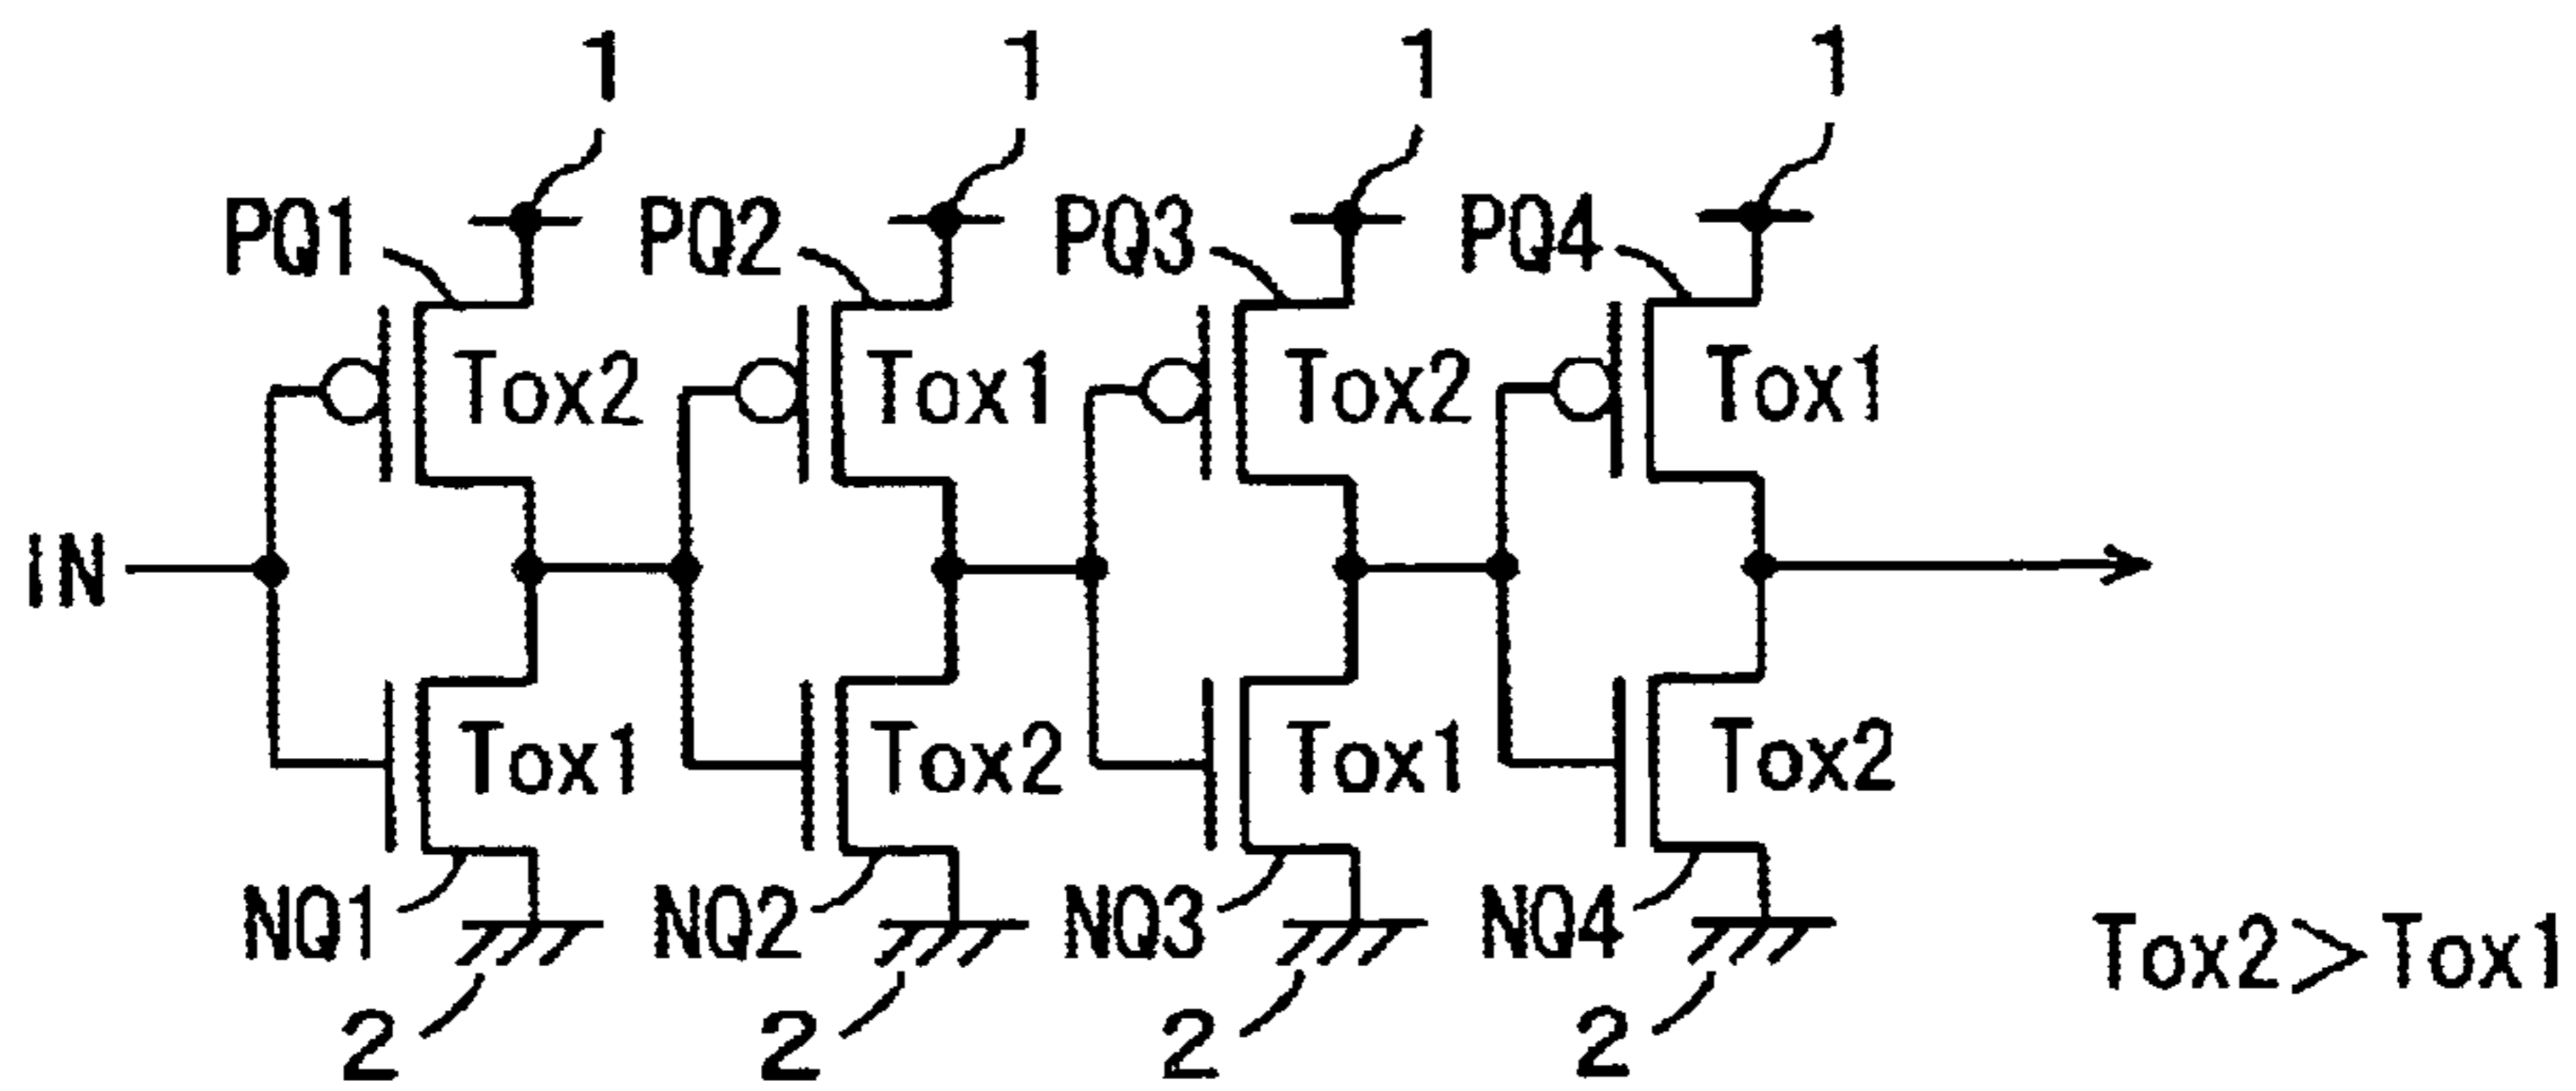 1 1 1 1
PQ1 PQ2 PQ3 PQ4
Tox2 Tox1 Tox2 Tox1
IN
Tox1 Tox2 Tox1 Tox2
NQ1 NQ2 NQ3 NQ4
Tox2>Tox1
2 2 2 2